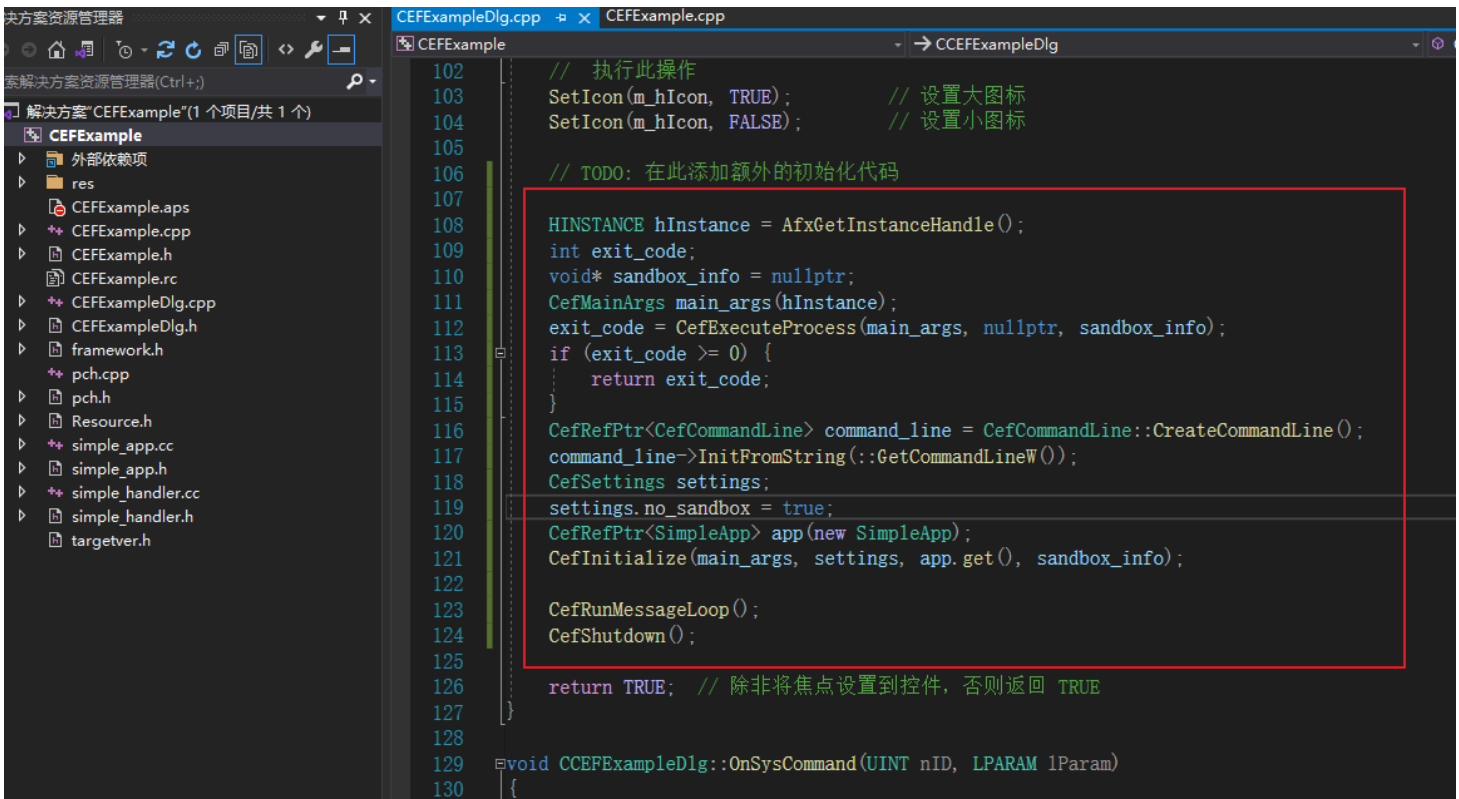 决方案资源管理器
索解决方案资源管理器(Ctrl+;)
解决方案"CEFExample"(1 个项目/共 1 个)
CEFExample
外部依赖项
res
CEFExample.aps
CEFExample.cpp
CEFExample.h
CEFExample.rc
CEFExampleDlg.cpp
CEFExampleDlg.h
framework.h
pch.cpp
pch.h
Resource.h
simple_app.cc
simple_app.h
simple_handler.cc
simple_handler.h
targetver.h
CEFExampleDlg.cpp CEFExample.cpp
CEFExample CCEFExampleDlg
102 // 执行此操作
103 SetIcon(m_hIcon, TRUE); // 设置大图标
104 SetIcon(m_hIcon, FALSE); // 设置小图标
105
106 // TODO: 在此添加额外的初始化代码
107
108 HINSTANCE hInstance = AfxGetInstanceHandle();
109 int exit_code;
110 void* sandbox_info = nullptr;
111 CefMainArgs main_args(hInstance);
112 exit_code = CefExecuteProcess(main_args, nullptr, sandbox_info);
113 if (exit_code >= 0) {
114 return exit_code;
115 }
116 CefRefPtr<CefCommandLine> command_line = CefCommandLine::CreateCommandLine();
117 command_line->InitFromString(::GetCommandLineW());
118 CefSettings settings;
119 settings.no_sandbox = true;
120 CefRefPtr<SimpleApp> app(new SimpleApp);
121 CefInitialize(main_args, settings, app.get(), sandbox_info);
122
123 CefRunMessageLoop();
124 CefShutdown();
125
126 return TRUE; // 除非将焦点设置到控件，否则返回 TRUE
127 }
128
129 void CCEFExampleDlg::OnSysCommand(UINT nID, LPARAM lParam)
130 {